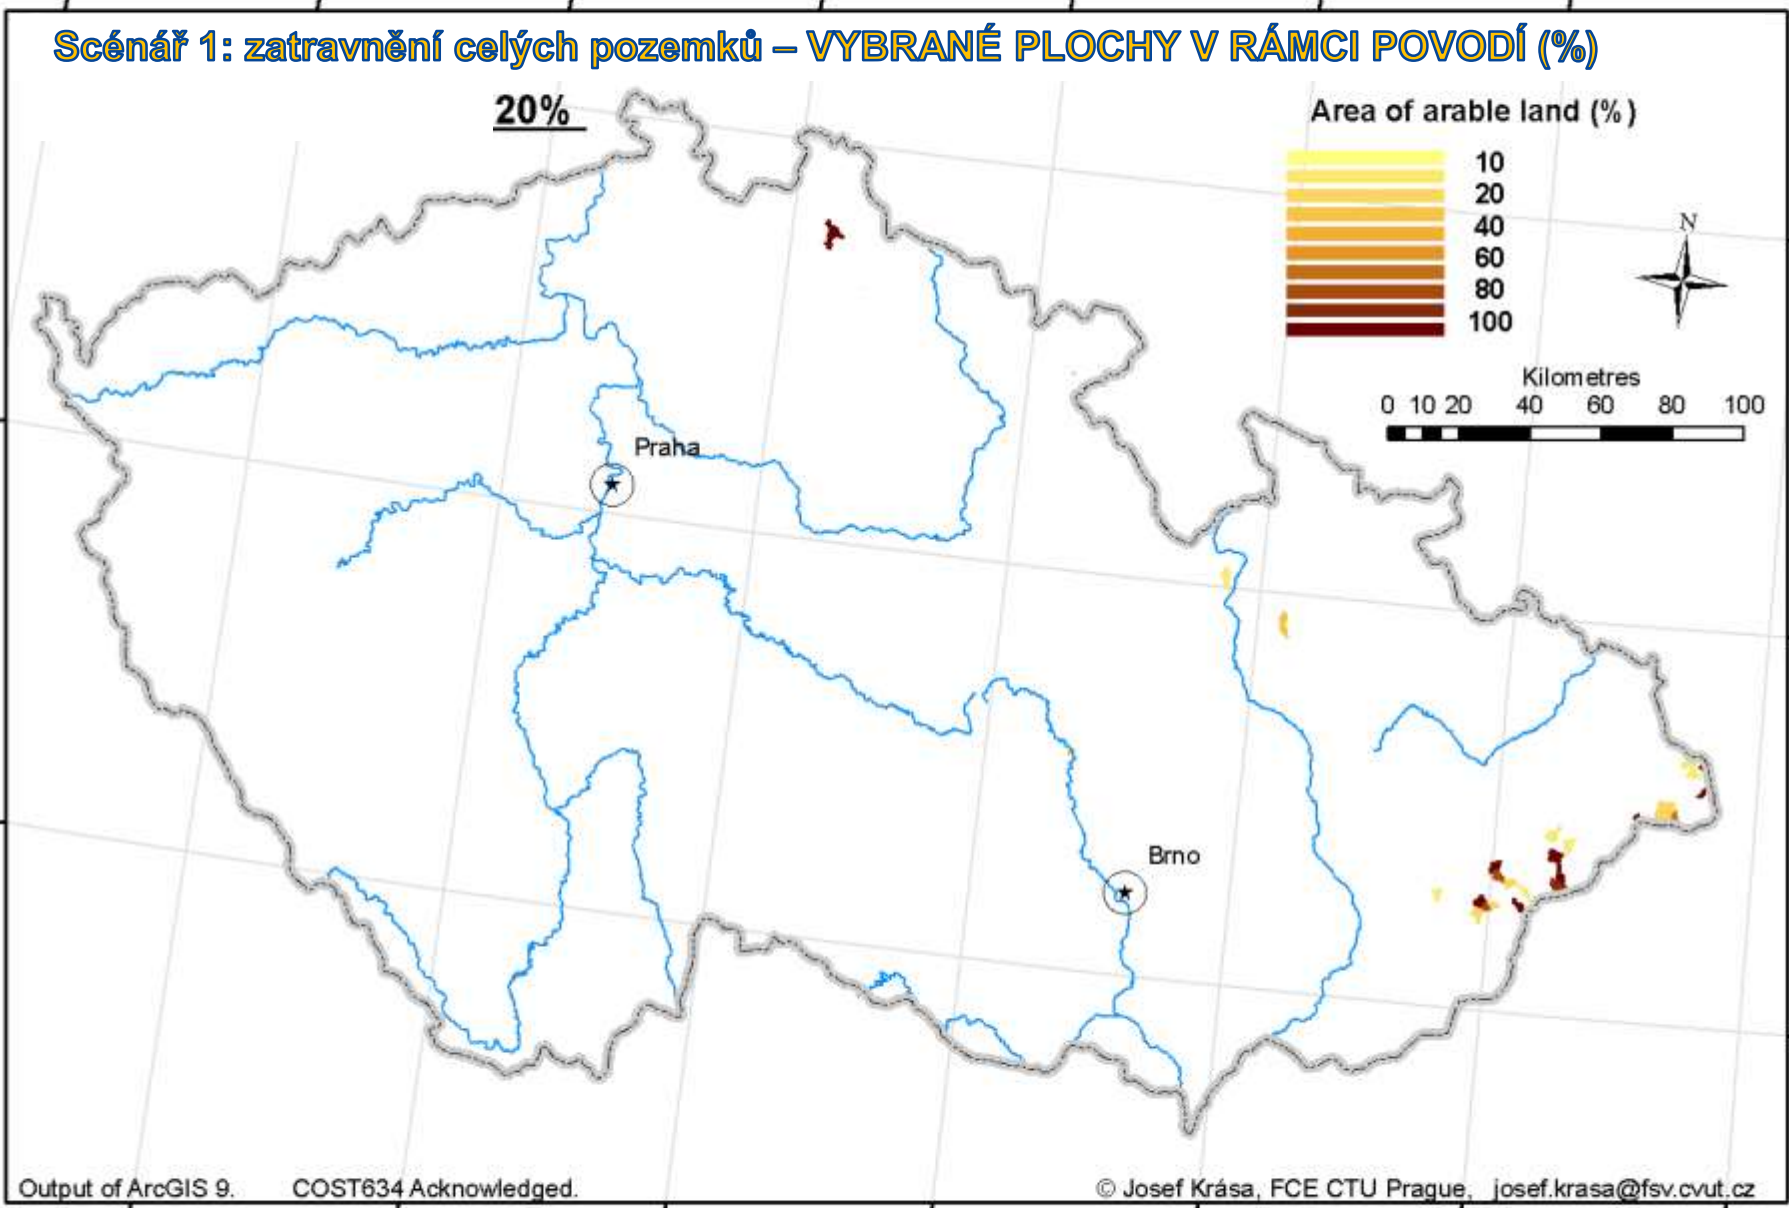 Scénář 1: zatravnění celých pozemků – VYBRANÉ PLOCHY V RÁMCI POVODÍ (%)
20%
Area of arable land (%)
10
20
40
60
80
100
N
Kilometres
0 10 20 40 60 80 100
Praha
Brno
Output of ArcGIS 9. COST634 Acknowledged.
© Josef Krása, FCE CTU Prague, josef.krasa@fsv.cvut.cz